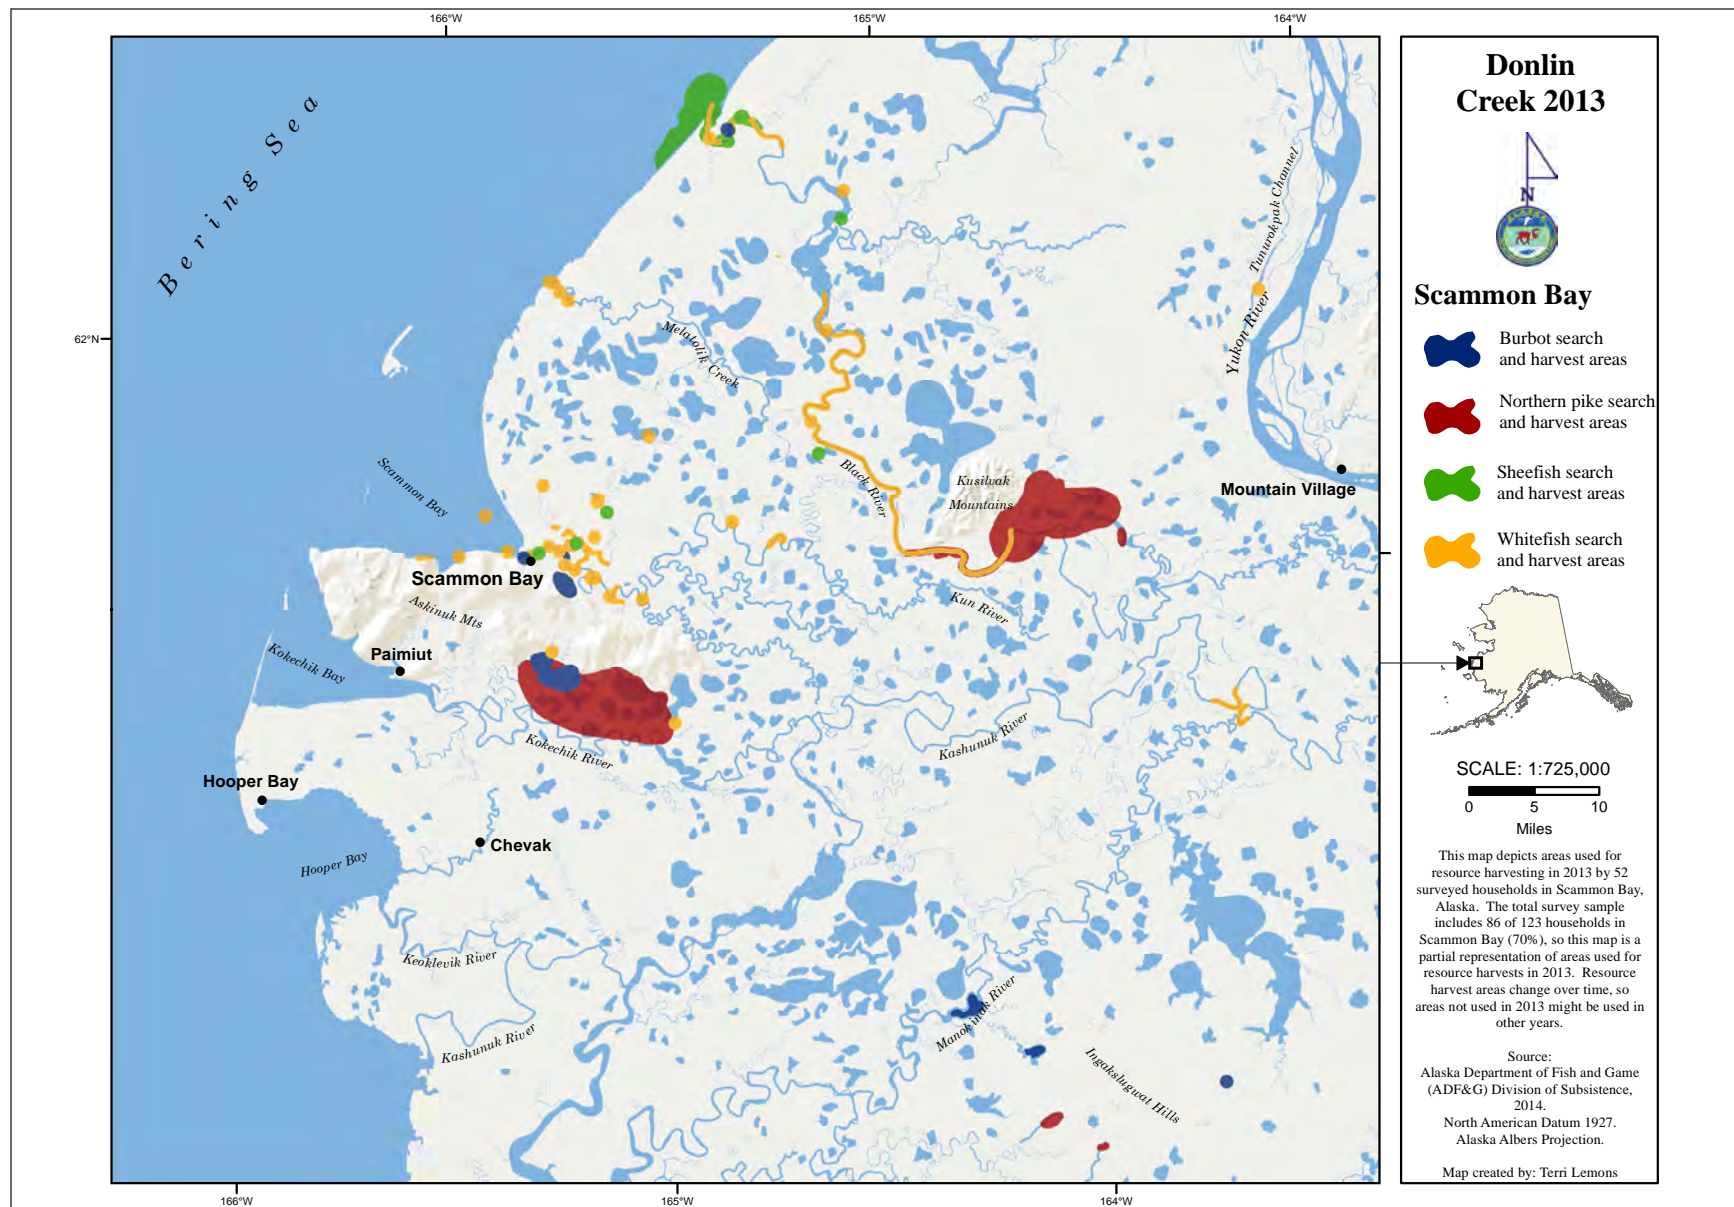 166°W
165°W
164°W
Bering Sea
62°N
Tunurokpak Channel
Yukon River
Melatolik Creek
Scammon Bay
Black River
Kusilvak
Mountains
Mountain Village
Scammon Bay
Askinuk Mts
Kun River
Paimiut
Kokechik Bay
Kokechik River
Kashunuk River
Hooper Bay
Chevak
Hooper Bay
Keoklevik River
Kashunuk River
Manokinak River
Ingakslugwat Hills
166°W
165°W
164°W
Donlin
Creek 2013
N
ALASKA
Scammon Bay
Burbot search
and harvest areas
Northern pike search
and harvest areas
Sheefish search
and harvest areas
Whitefish search
and harvest areas
SCALE: 1:725,000
0 5 10
Miles
This map depicts areas used for
resource harvesting in 2013 by 52
surveyed households in Scammon Bay,
Alaska. The total survey sample
includes 86 of 123 households in
Scammon Bay (70%), so this map is a
partial representation of areas used for
resource harvests in 2013. Resource
harvest areas change over time, so
areas not used in 2013 might be used in
other years.
Source:
Alaska Department of Fish and Game
(ADF&G) Division of Subsistence,
2014.
North American Datum 1927.
Alaska Albers Projection.
Map created by: Terri Lemons